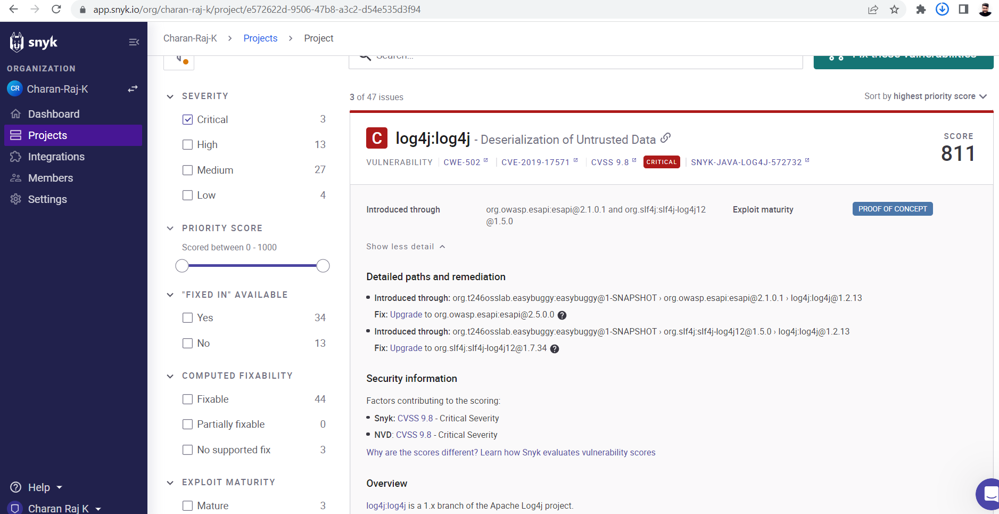 app.snyk.io/org/charan-raj-k/project/e572622d-9506-47b8-a3c2-d54e535d3f94
snyk
ORGANIZATION
CR Charan-Raj-K
Dashboard
Projects
Integrations
Members
Settings
Help
Charan Raj K
Charan-Raj-K > Projects > Project
Search...
Fix these vulnerabilities
SEVERITY
Critical 3
High 13
Medium 27
Low 4
PRIORITY SCORE
Scored between 0 - 1000
"FIXED IN" AVAILABLE
Yes 34
No 13
COMPUTED FIXABILITY
Fixable 44
Partially fixable 0
No supported fix 3
EXPLOIT MATURITY
Mature 3
3 of 47 issues
Sort by highest priority score
C log4j:log4j - Deserialization of Untrusted Data
SCORE
811
VULNERABILITY | CWE-502 | CVE-2019-17571 | CVSS 9.8 CRITICAL | SNYK-JAVA-LOG4J-572732
Introduced through
org.owasp.esapi:esapi@2.1.0.1 and org.slf4j:slf4j-log4j12
@1.5.0
Exploit maturity
PROOF OF CONCEPT
Show less detail
Detailed paths and remediation
• Introduced through: org.t246osslab.easybuggy:easybuggy@1-SNAPSHOT › org.owasp.esapi:esapi@2.1.0.1 › log4j:log4j@1.2.13
Fix: Upgrade to org.owasp.esapi:esapi@2.5.0.0 ?
• Introduced through: org.t246osslab.easybuggy:easybuggy@1-SNAPSHOT › org.slf4j:slf4j-log4j12@1.5.0 › log4j:log4j@1.2.13
Fix: Upgrade to org.slf4j:slf4j-log4j12@1.7.34 ?
Security information
Factors contributing to the scoring:
• Snyk: CVSS 9.8 - Critical Severity
• NVD: CVSS 9.8 - Critical Severity
Why are the scores different? Learn how Snyk evaluates vulnerability scores
Overview
log4j:log4j is a 1.x branch of the Apache Log4j project.